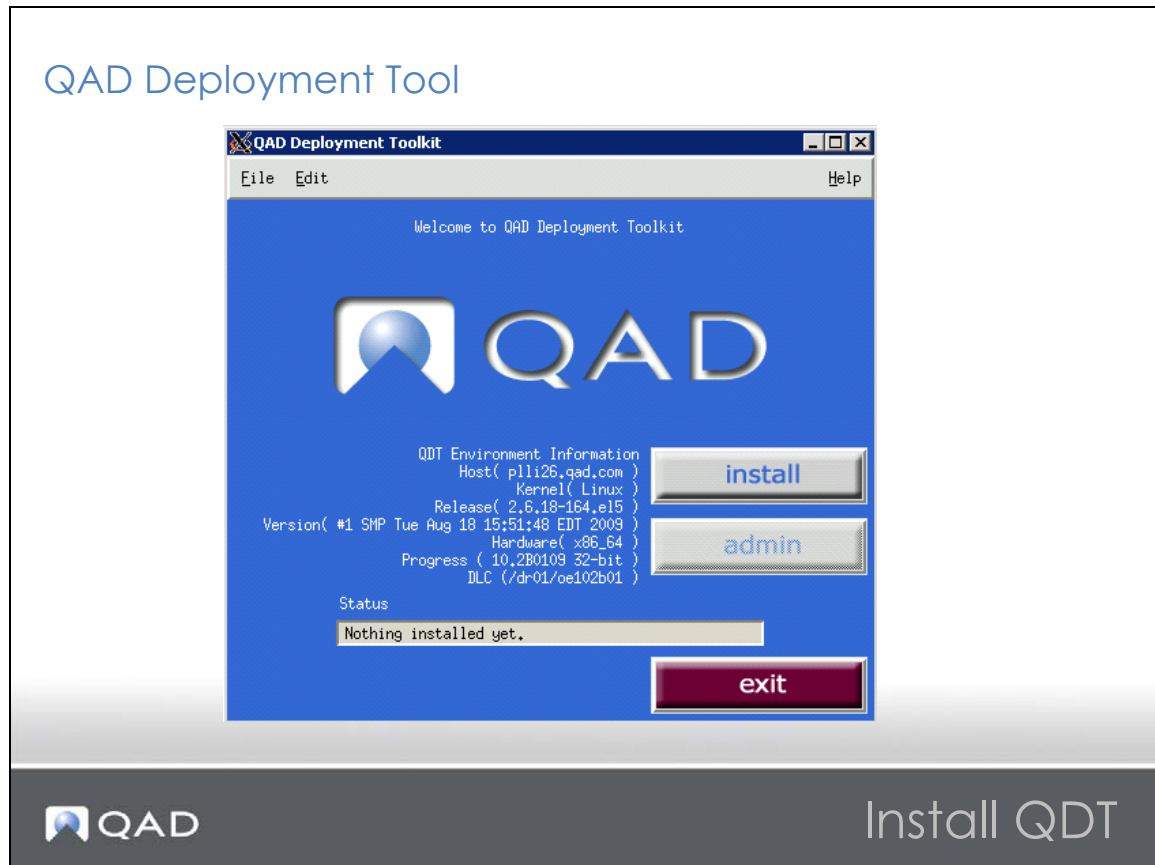 QAD Deployment Tool
QAD Deployment Toolkit
File Edit Help
Welcome to QAD Deployment Toolkit
QAD
QDT Environment Information
Host( plli26.qad.com )
Kernel( Linux )
Release( 2.6.18-164.el5 )
Version( #1 SMP Tue Aug 18 15:51:48 EDT 2009 )
Hardware( x86_64 )
Progress ( 10.2B0109 32-bit )
DLC (/dr01/oe102b01 )
install
admin
Status
Nothing installed yet.
exit
QAD
Install QDT